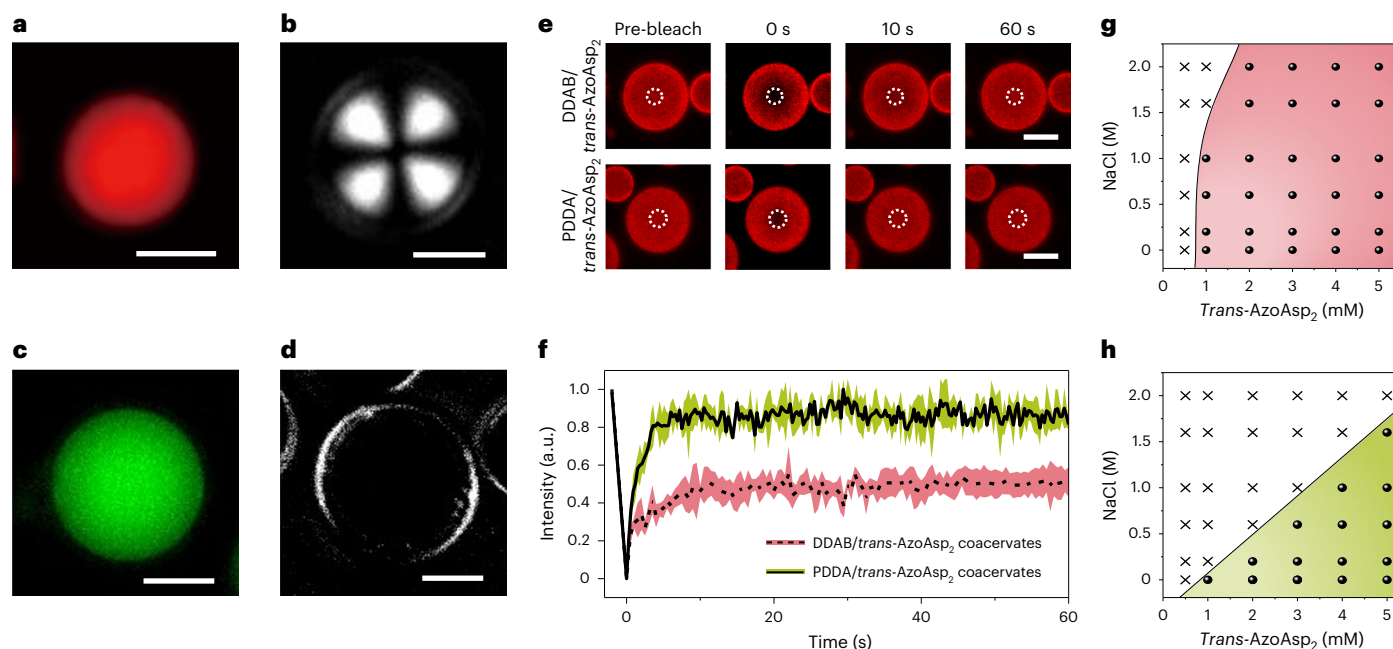 a
b
c
d
e
Pre-bleach 0 s 10 s 60 s
DDAB/
trans-AzoAsp₂
PDDA/
trans-AzoAsp₂
f
Intensity (a.u.)
1.0
0.8
0.6
0.4
0.2
0
DDAB/trans-AzoAsp₂ coacervates
PDDA/trans-AzoAsp₂ coacervates
0 20 40 60
Time (s)
g
NaCl (M)
2.0
1.5
1.0
0.5
0
0 1 2 3 4 5
Trans-AzoAsp₂ (mM)
h
NaCl (M)
2.0
1.5
1.0
0.5
0
0 1 2 3 4 5
Trans-AzoAsp₂ (mM)